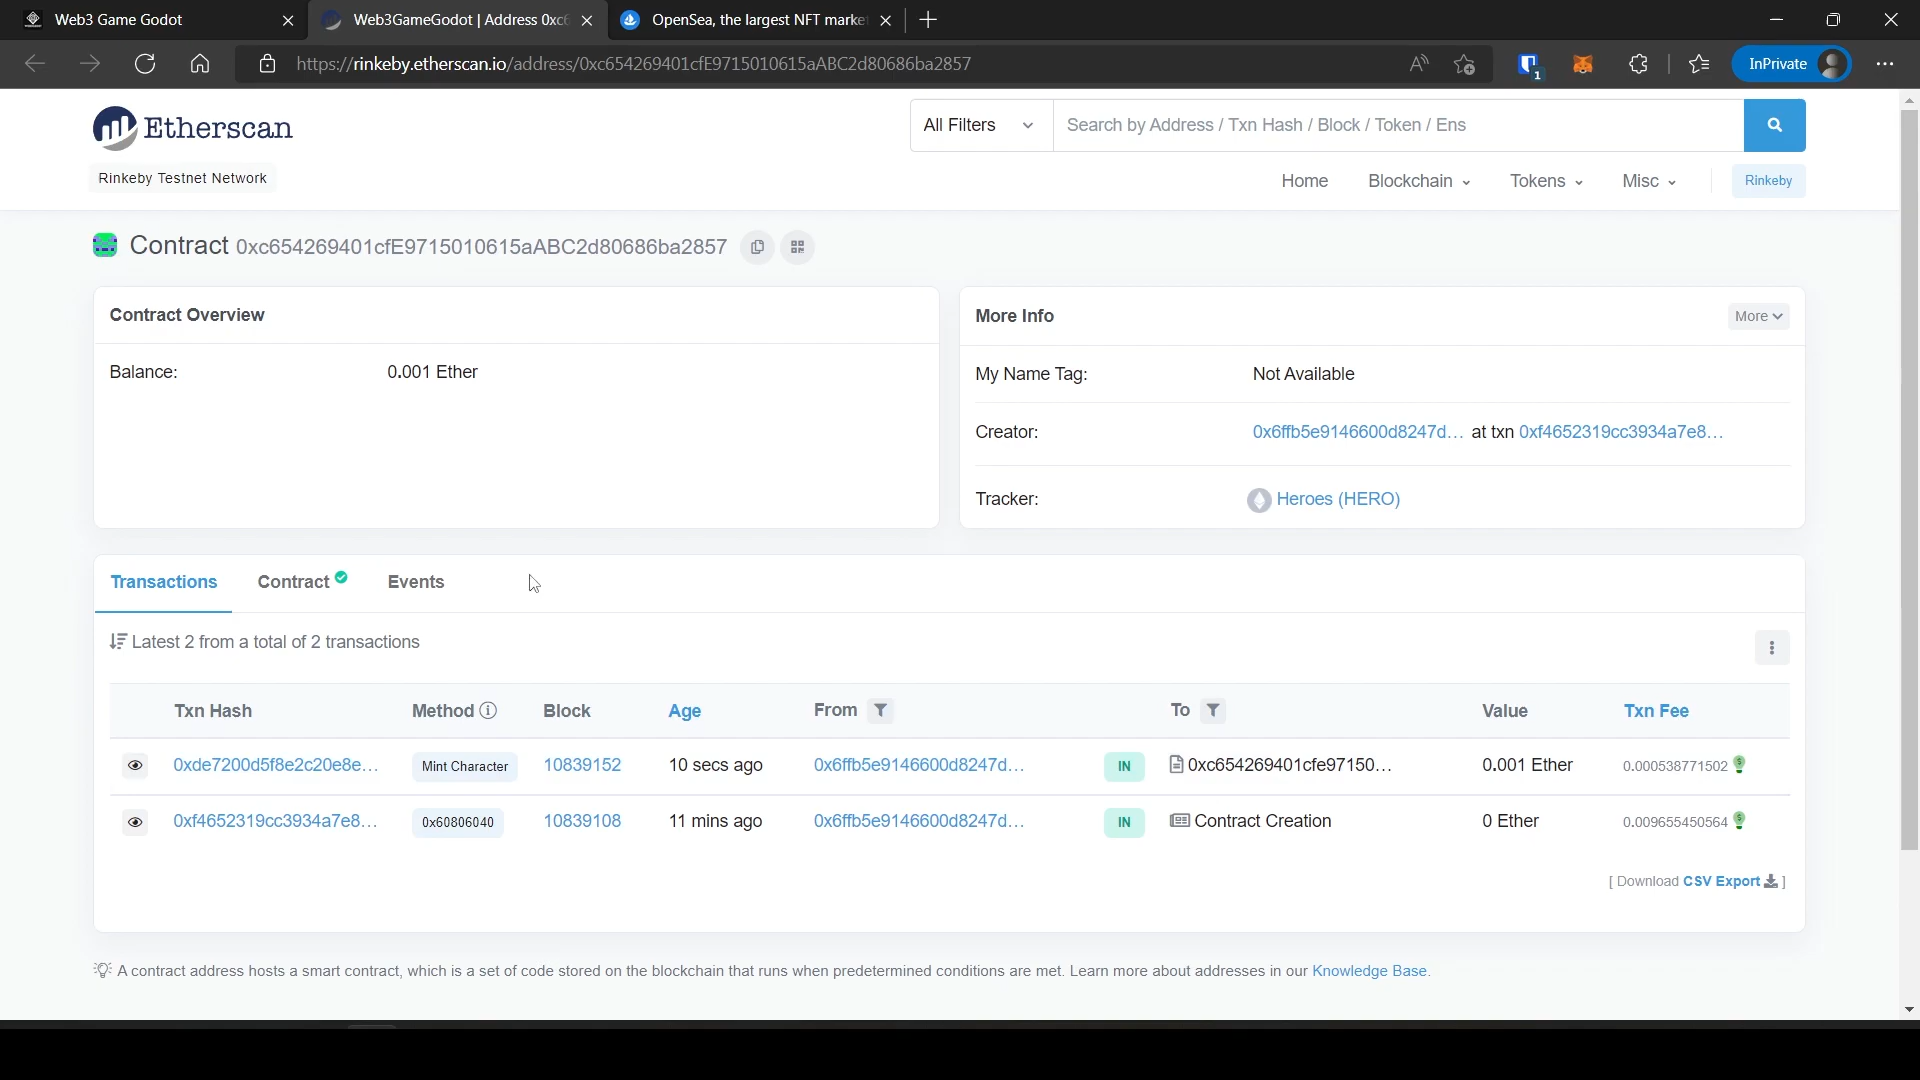 Web3 Game Godot
Web3GameGodot | Address 0xc6
OpenSea, the largest NFT marke
https://rinkeby.etherscan.io/address/0xc654269401cfE9715010615aABC2d80686ba2857
1
InPrivate
Etherscan
All Filters
Search by Address / Txn Hash / Block / Token / Ens
Rinkeby Testnet Network
Home
Blockchain
Tokens
Misc
Rinkeby
Contract 0xc654269401cfE9715010615aABC2d80686ba2857
Contract Overview
Balance:
0.001 Ether
More Info
More
My Name Tag:
Not Available
Creator:
0x6ffb5e9146600d8247d... at txn 0xf4652319cc3934a7e8...
Tracker:
Heroes (HERO)
Transactions
Contract
Events
Latest 2 from a total of 2 transactions
Txn Hash
Method
Block
Age
From
To
Value
Txn Fee
0xde7200d5f8e2c20e8e...
Mint Character
10839152
10 secs ago
0x6ffb5e9146600d8247d...
IN
0xc654269401cfe97150...
0.001 Ether
0.000538771502
0xf4652319cc3934a7e8...
0x60806040
10839108
11 mins ago
0x6ffb5e9146600d8247d...
IN
Contract Creation
0 Ether
0.009655450564
[ Download CSV Export ]
A contract address hosts a smart contract, which is a set of code stored on the blockchain that runs when predetermined conditions are met. Learn more about addresses in our Knowledge Base.